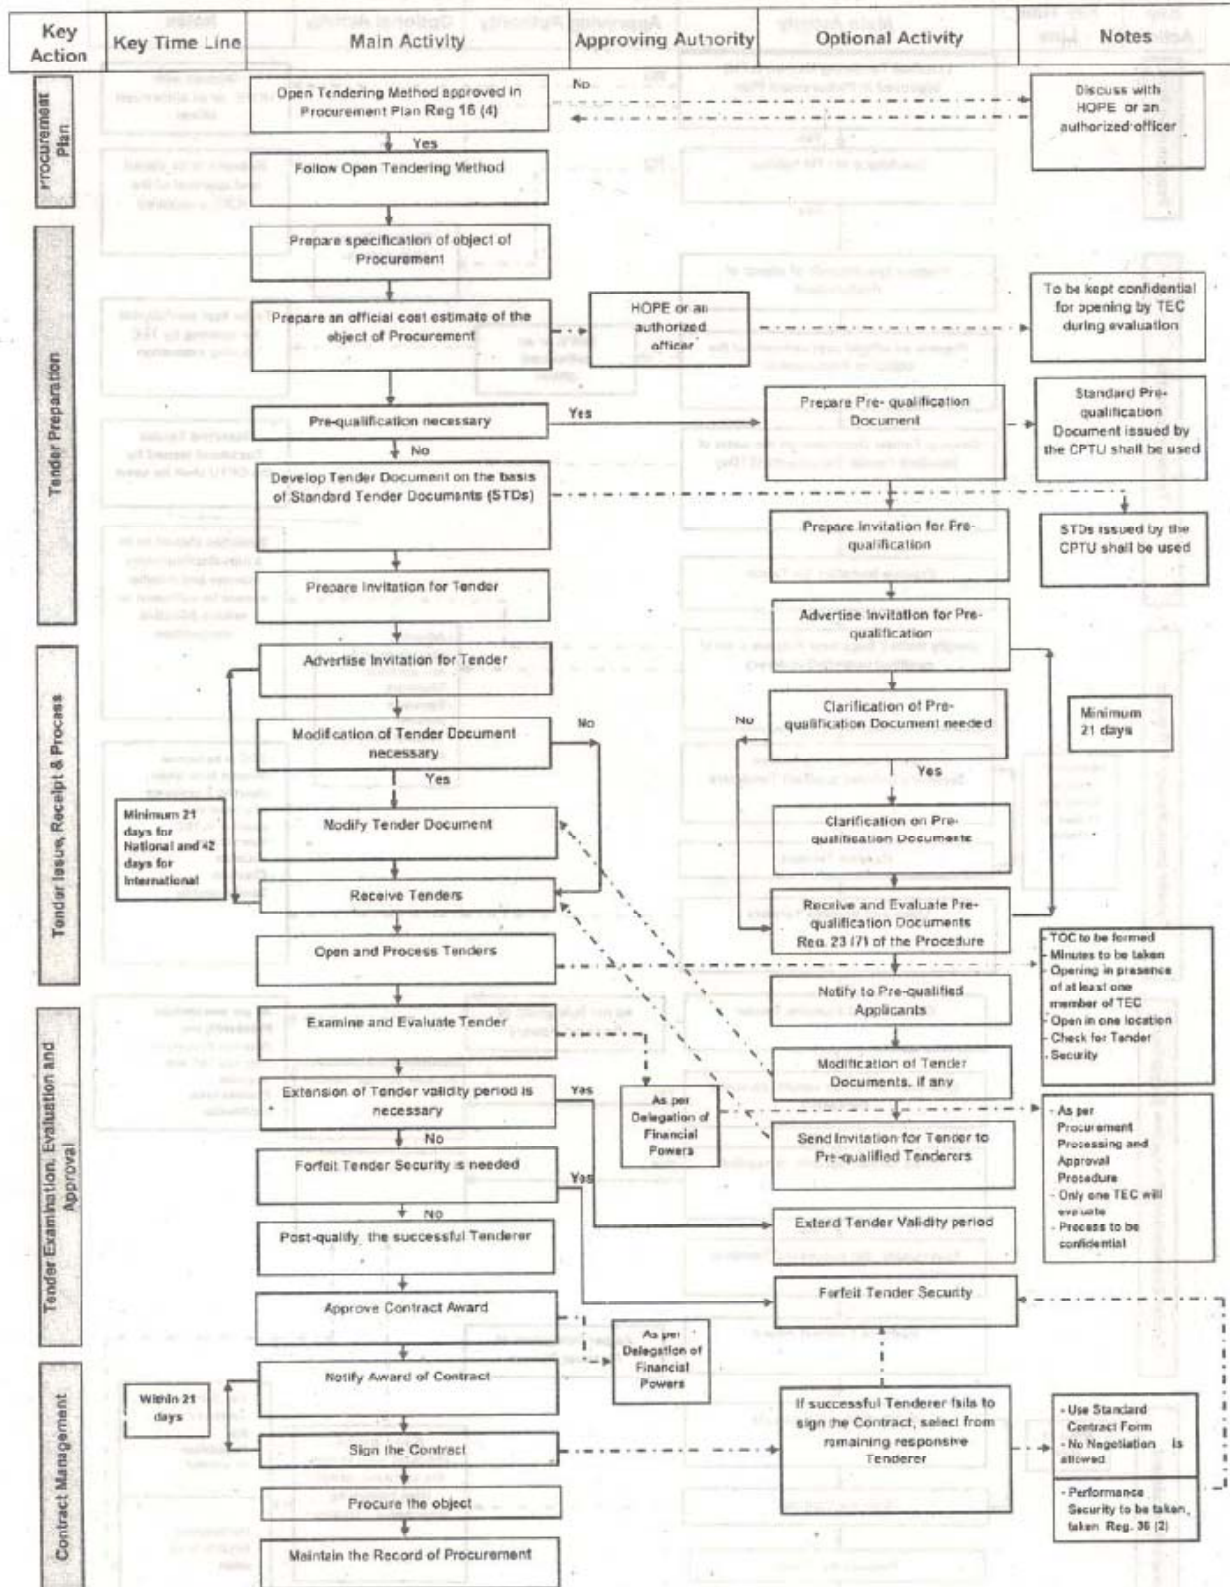 Key
Action
Key Time Line
Main Activity
Approving Authority
Optional Activity
Notes
Procurement
Plan
Open Tendering Method approved in
Procurement Plan Reg 16 (4)
No
Discuss with
HOPE or an
authorized officer
Yes
Follow Open Tendering Method
Tender Preparation
Prepare specification of object of
Procurement
Prepare an official cost estimate of the
object of Procurement
HOPE or an
authorized
officer
To be kept confidential
for opening by TEC
during evaluation
Pre-qualification necessary
Yes
Prepare Pre- qualification
Document
Standard Pre-
qualification
Document issued by
the CPTU shall be used
No
Develop Tender Document on the basis
of Standard Tender Documents (STDs)
Prepare Invitation for Pre-
qualification
STDs issued by the
CPTU shall be used
Prepare Invitation for Tender
Advertise Invitation for Pre-
qualification
Tender Issue, Receipt & Process
Advertise Invitation for Tender
Clarification of Pre-
qualification Document needed
No
Minimum
21 days
Modification of Tender Document
necessary
No
Yes
Yes
Minimum 21
days for
National and 42
days for
International
Notify Tender Document
Clarification on Pre-
qualification Documents
Receive Tenders
Receive and Evaluate Pre-
qualification Documents
Reg. 23 (7) of the Procedure
Open and Process Tenders
- TOC to be formed
- Minutes to be taken
- Opening in presence
of at least one
member of TEC
- Open in one location
- Check for Tender
Security
Notify to Pre-qualified
Applicants
Tender Examination, Evaluation and
Approval
Examine and Evaluate Tender
Modification of Tender
Documents, if any
Extension of Tender validity period is
necessary
Yes
As per
Delegation of
Financial
Powers
Send Invitation for Tender to
Pre-qualified Tenderers
- As per
Procurement
Processing and
Approval
Procedure
- Only one TEC will
evaluate
- Process to be
confidential
No
Forfeit Tender Security is needed
Yes
No
Extend Tender Validity period
Post-qualify, the successful Tenderer
Forfeit Tender Security
Approve Contract Award
As per
Delegation of
Financial
Powers
Contract Management
Notify Award of Contract
Within 21
days
If successful Tenderer fails to
sign the Contract, select from
remaining responsive
Tenderer
- Use Standard
Contract Form
- No Negotiation is
allowed
Sign the Contract
- Performance
Security to be taken,
taken Reg. 36 (2)
Procure the object
Maintain the Record of Procurement